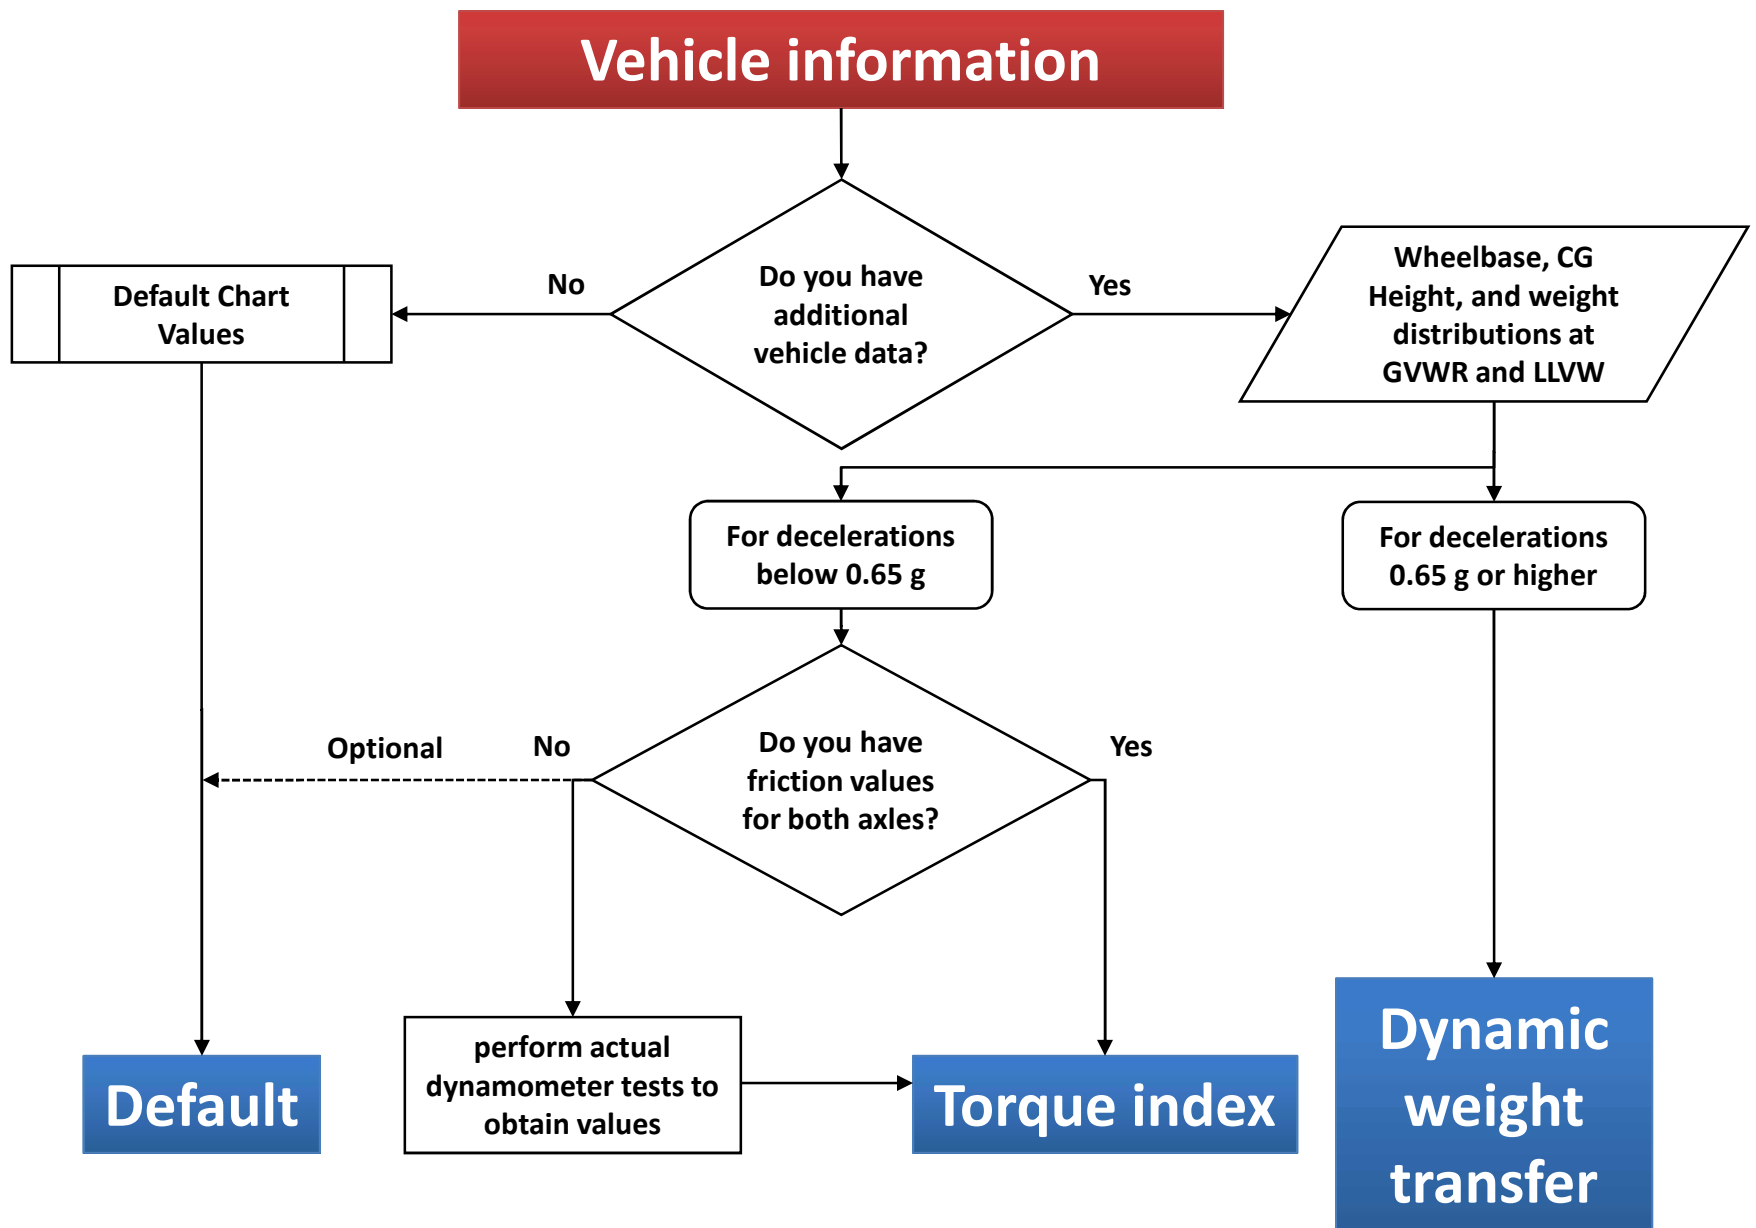 Vehicle information
Do you have
additional
vehicle data?
No
Yes
Default Chart
Values
Wheelbase, CG
Height, and weight
distributions at
GVWR and LLVW
For decelerations
below 0.65 g
For decelerations
0.65 g or higher
Optional
No
Do you have
friction values
for both axles?
Yes
perform actual
dynamometer tests to
obtain values
Default
Torque index
Dynamic
weight
transfer